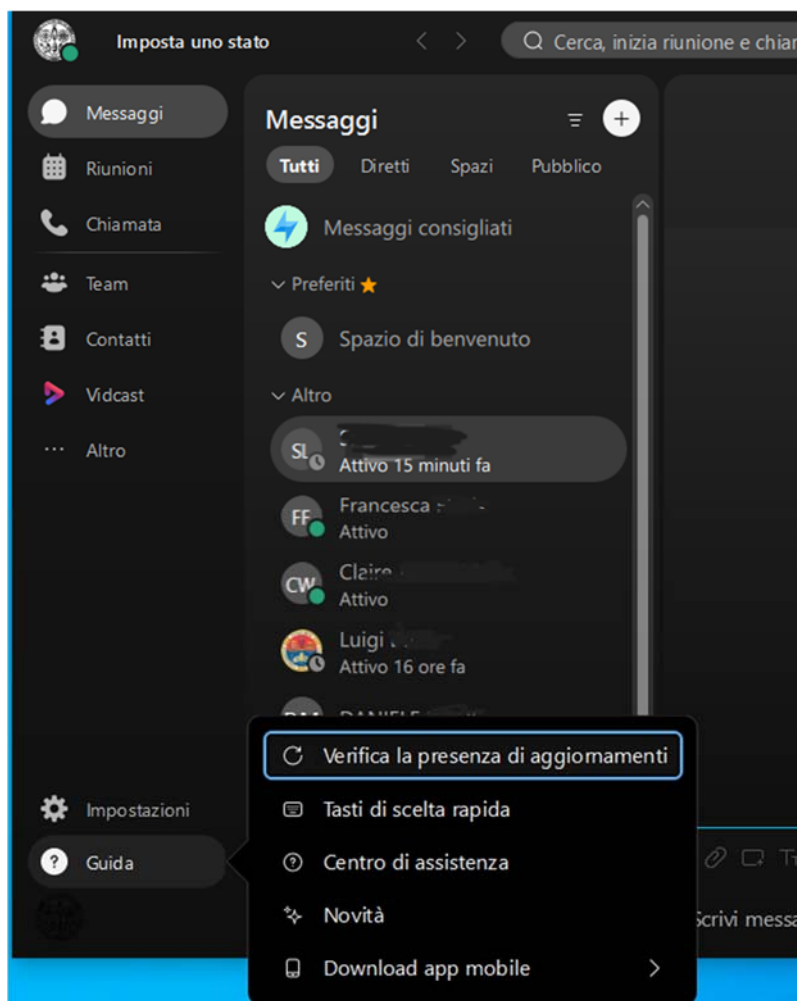 Imposta uno stato
Cerca, inizia riunione e
Messaggi
Riunioni
Chiamata
Team
Contatti
Vidcast
Altro
Impostazioni
Guida
Messaggi
Tutti Diretti Spazi Pubblico
Messaggi consigliati
Preferiti
S Spazio di benvenuto
Altro
SL
Attivo 15 minuti fa
FF Francesca
Attivo
CW Claire
Attivo
Luigi
Attivo 16 ore fa
DANIELE
Verifica la presenza di aggiornamenti
Tasti di scelta rapida
Centro di assistenza
Novità
Download app mobile
Scrivi